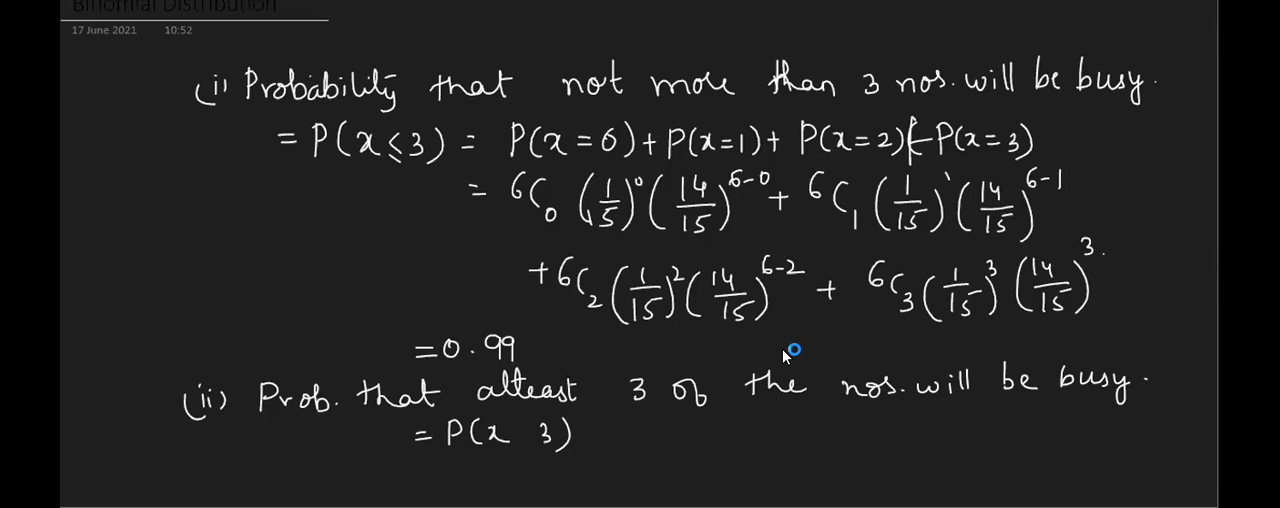 Binomial Distribution
17 June 2021 10:52
(i) Probability that not more than 3 nos. will be busy.
= P(x ≤ 3) = P(x = 0) + P(x = 1) + P(x = 2) + P(x = 3)
= 6C₀ (1/5)⁰ (14/15)⁶⁻⁰ + 6C₁ (1/15)¹ (14/15)⁶⁻¹
+ 6C₂ (1/15)² (14/15)⁶⁻² + 6C₃ (1/15)³ (14/15)³.
= 0.99
(ii) Prob. that atleast 3 of the nos. will be busy.
= P(x 3)